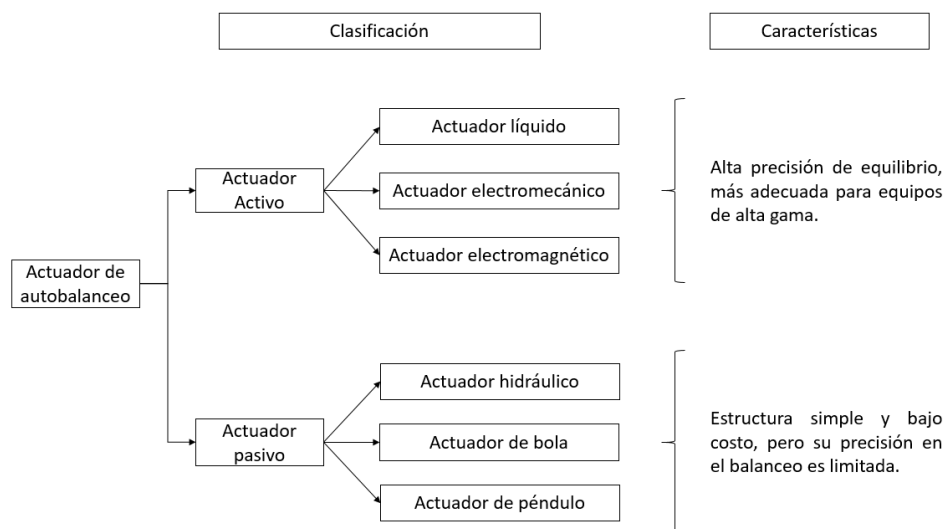 Clasificación
Características
Actuador de
autobalanceo
Actuador
Activo
Actuador líquido
Actuador electromecánico
Actuador electromagnético
Alta precisión de equilibrio,
más adecuada para equipos
de alta gama.
Actuador
pasivo
Actuador hidráulico
Actuador de bola
Actuador de péndulo
Estructura simple y bajo
costo, pero su precisión en
el balanceo es limitada.